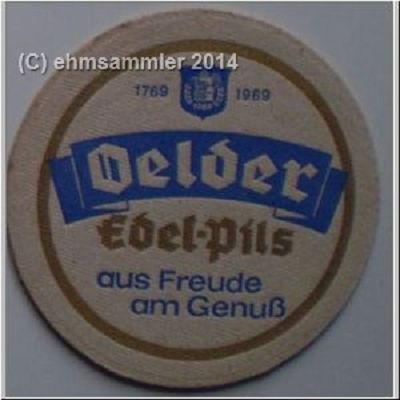 (C) ehmsammler 2014
1769 1969
Oelder
Edel-Pils
aus Freude
am Genuß